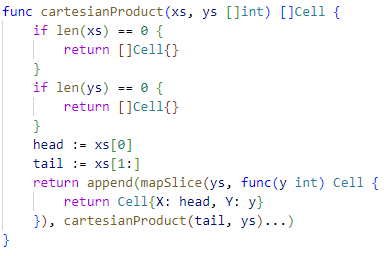 func cartesianProduct(xs, ys []int) []Cell {
    if len(xs) == 0 {
        return []Cell{}
    }
    if len(ys) == 0 {
        return []Cell{}
    }
    head := xs[0]
    tail := xs[1:]
    return append(mapSlice(ys, func(y int) Cell {
        return Cell{X: head, Y: y}
    }), cartesianProduct(tail, ys)...)
}